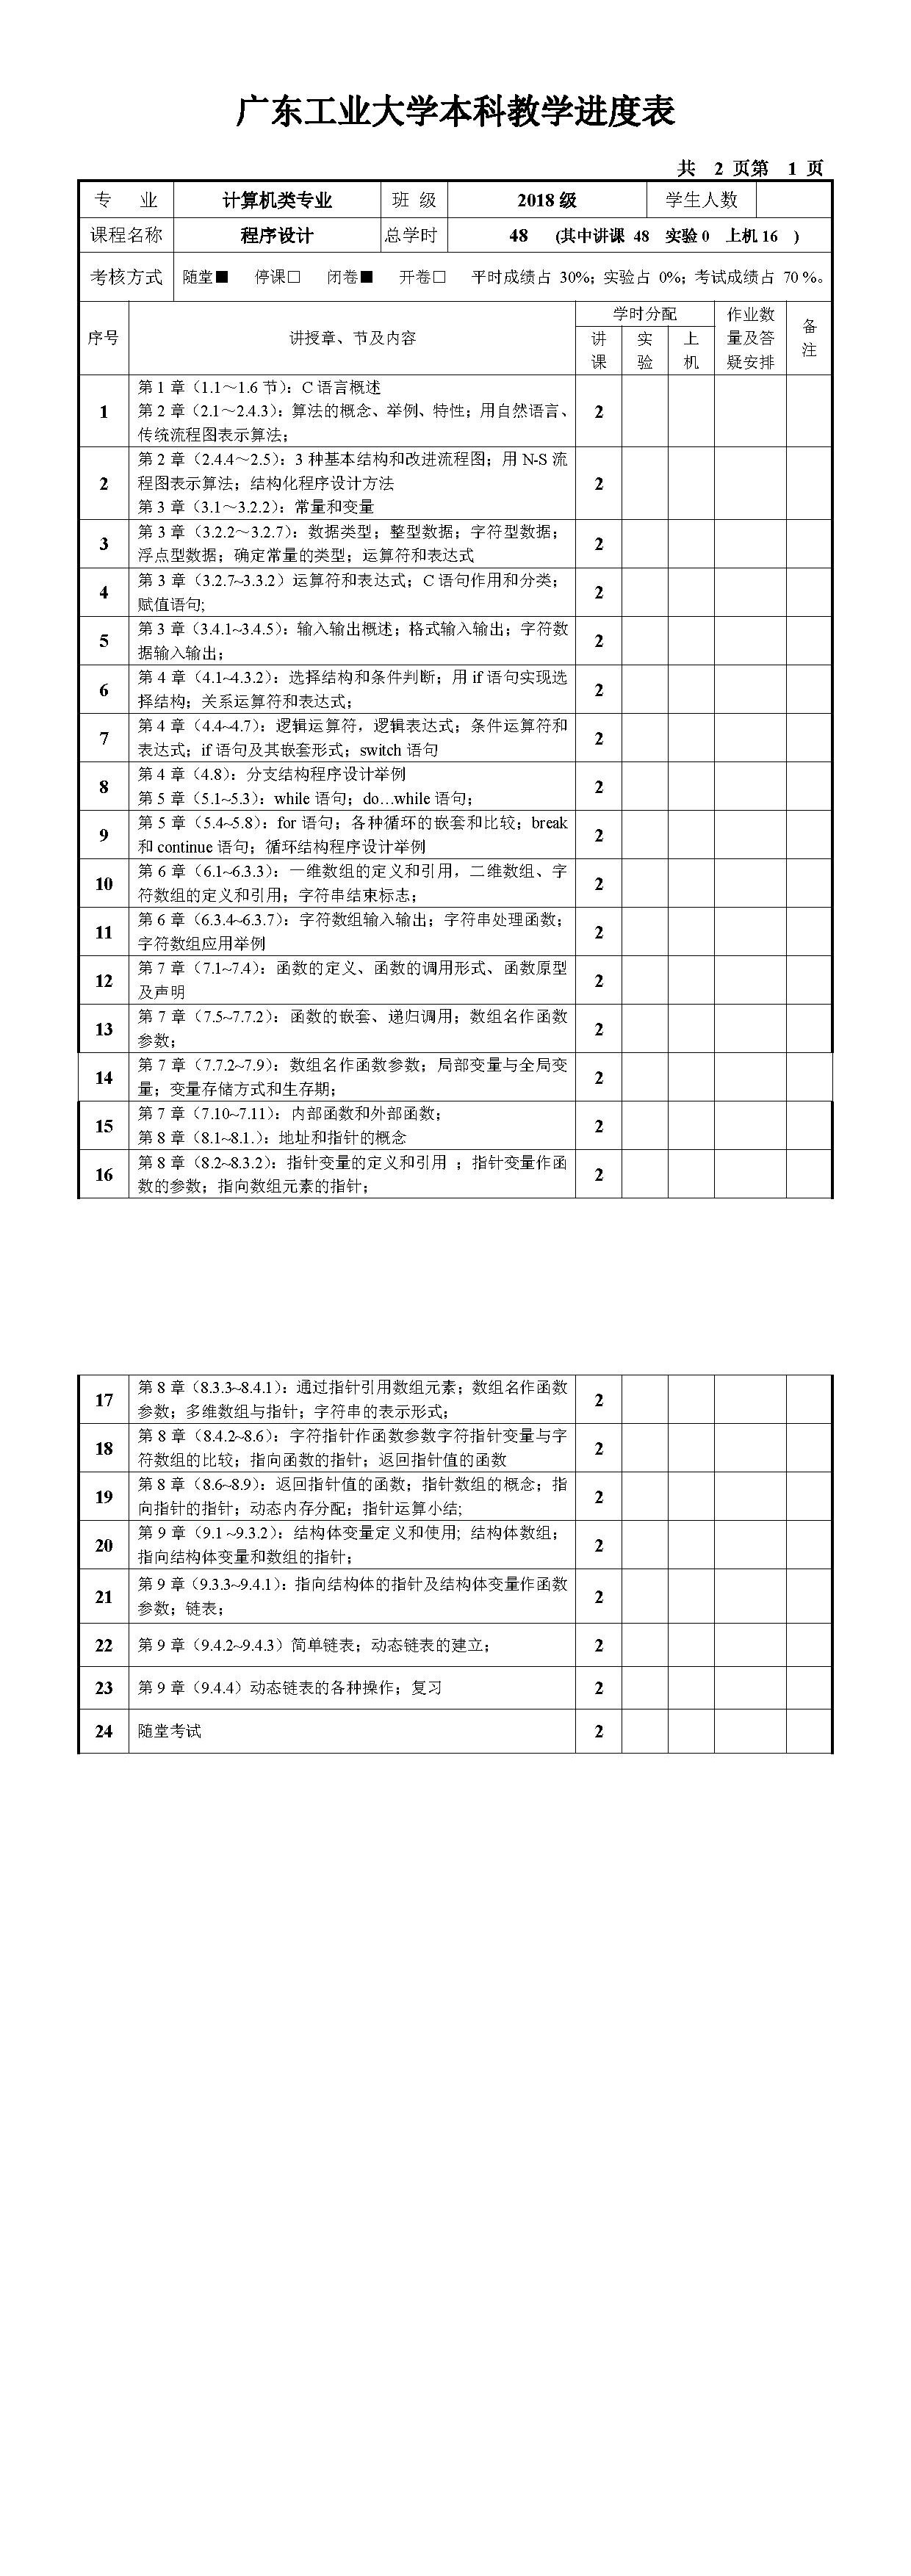 广东工业大学本科教学进度表
共 2 页第 1 页
专 业 计算机类专业 班 级 2018 级 学生人数
课程名称 程序设计 总学时 48 (其中讲课 48 实验 0 上机 16 )
考核方式 随堂■ 停课□ 闭卷■ 开卷□ 平时成绩占 30%；实验占 0%；考试成绩占 70 %。
序号 讲授章、节及内容 学时分配 作业数量及答疑安排 备注
讲课 实验 上机
1 第 1 章（1.1～1.6 节）：C 语言概述
第 2 章（2.1～2.4.3）：算法的概念、举例、特性；用自然语言、
传统流程图表示算法； 2
2 第 2 章（2.4.4～2.5）：3 种基本结构和改进流程图；用 N-S 流
程图表示算法；结构化程序设计方法 2
第 3 章（3.1～3.2.2）：常量和变量
3 第 3 章（3.2.2～3.2.7）：数据类型；整型数据；字符型数据；
浮点型数据；确定常量的类型；运算符和表达式 2
4 第 3 章（3.2.7~3.3.2）运算符和表达式；C 语句作用和分类；
赋值语句; 2
5 第 3 章（3.4.1~3.4.5）：输入输出概述；格式输入输出；字符数
据输入输出； 2
6 第 4 章（4.1~4.3.2）：选择结构和条件判断；用 if 语句实现选
择结构；关系运算符和表达式； 2
7 第 4 章（4.4~4.7）：逻辑运算符，逻辑表达式；条件运算符和
表达式；if 语句及其嵌套形式；switch 语句 2
8 第 4 章（4.8）：分支结构程序设计举例
第 5 章（5.1~5.3）：while 语句；do…while 语句； 2
9 第 5 章（5.4~5.8）：for 语句；各种循环的嵌套和比较；break
和 continue 语句；循环结构程序设计举例 2
10 第 6 章（6.1~6.3.3）：一维数组的定义和引用，二维数组、字
符数组的定义和引用；字符串结束标志； 2
11 第 6 章（6.3.4~6.3.7）：字符数组输入输出；字符串处理函数；
字符数组应用举例 2
12 第 7 章（7.1~7.4）：函数的定义、函数的调用形式、函数原型
及声明 2
13 第 7 章（7.5~7.7.2）：函数的嵌套、递归调用；数组名作函数
参数； 2
14 第 7 章（7.7.2~7.9）：数组名作函数参数；局部变量与全局变
量；变量存储方式和生存期； 2
15 第 7 章（7.10~7.11）：内部函数和外部函数；
第 8 章（8.1~8.1.）：地址和指针的概念 2
16 第 8 章（8.2~8.3.2）：指针变量的定义和引用 ；指针变量作函
数的参数；指向数组元素的指针； 2
17 第 8 章（8.3.3~8.4.1）：通过指针引用数组元素；数组名作函数
参数；多维数组与指针；字符串的表示形式； 2
18 第 8 章（8.4.2~8.6）：字符指针作函数参数字符指针变量与字
符数组的比较；指向函数的指针；返回指针值的函数 2
19 第 8 章（8.6~8.9）：返回指针值的函数；指针数组的概念；指
向指针的指针；动态内存分配；指针运算小结; 2
20 第 9 章（9.1 ~9.3.2）：结构体变量定义和使用; 结构体数组；
指向结构体变量和数组的指针； 2
21 第 9 章（9.3.3~9.4.1）：指向结构体的指针及结构体变量作函数
参数；链表； 2
22 第 9 章（9.4.2~9.4.3）简单链表；动态链表的建立； 2
23 第 9 章（9.4.4）动态链表的各种操作；复习 2
24 随堂考试 2